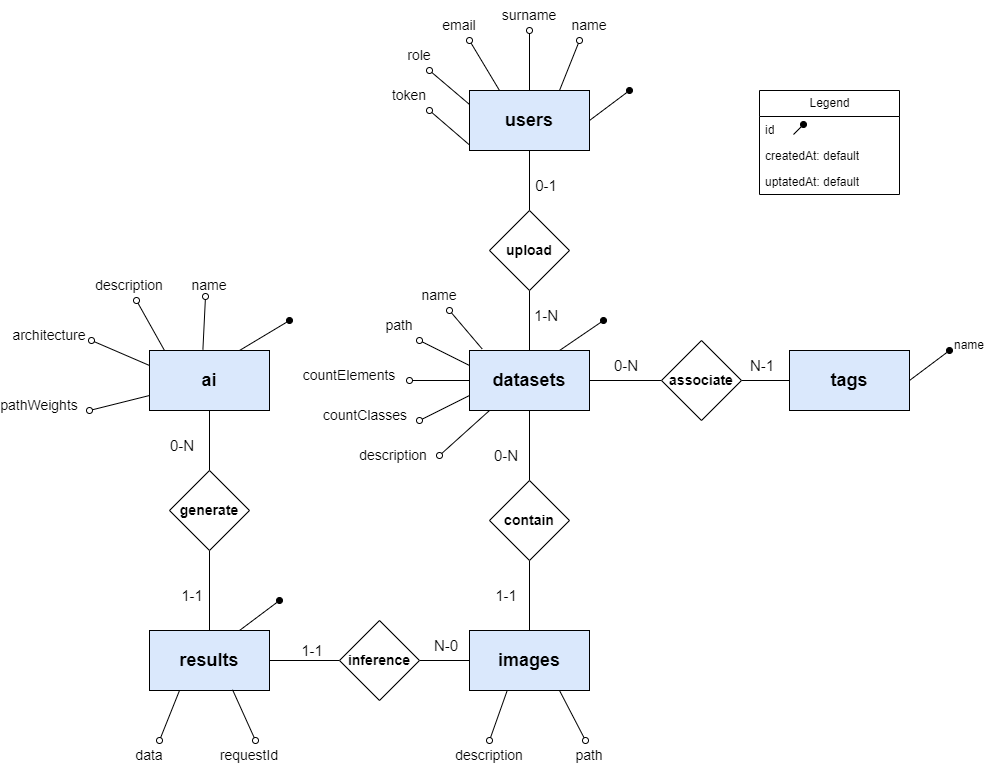 surname
email
name
role
token
users
Legend
id
createdAt: default
uptatedAt: default
0-1
upload
1-N
description
name
architecture
pathWeights
ai
name
path
countElements
countClasses
description
datasets
0-N
associate
N-1
tags
name
0-N
generate
1-1
0-N
contain
1-1
results
1-1
inference
N-0
images
data
requestId
description
path